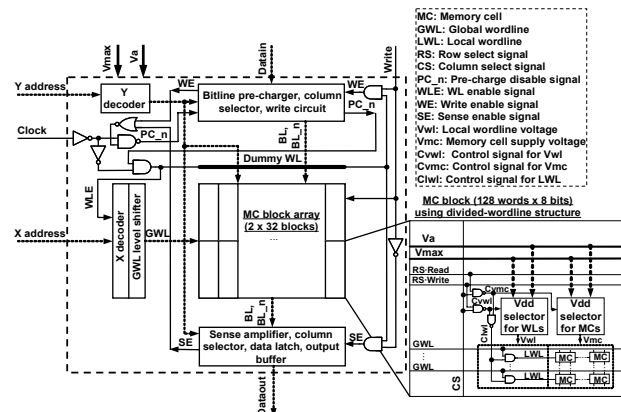 MC: Memory cell
GWL: Global wordline
LWL: Local wordline
RS: Row select signal
CS: Column select signal
PC_n: Pre-charge disable signal
WLE: WL enable signal
WE: Write enable signal
SE: Sense enable signal
Vwl: Local wordline voltage
Vmc: Memory cell supply voltage
Cvwl: Control signal for Vwl
Cvmc: Control signal for Vmc
Clwl: Control signal for LWL
Vmax
Va
Datain
Write
Y address
Y
decoder
WE
Bitline pre-charger, column
selector, write circuit
WE
PC_n
PC_n
Clock
BL,
BL_n
Dummy WL
WLE
X address
X decoder
GWL level shifter
GWL
MC block array
(2 x 32 blocks)
...
BL,
BL_n
SE
Sense amplifier, column
selector, data latch, output
buffer
SE
Dataout
MC block (128 words x 8 bits)
using divided-wordline structure
Va
Vmax
RS-Read
RS-Write
Cvmc
Cvwl
Clwl
Vdd
selector
for WLs
Vdd
selector
for MCs
Vwl
Vmc
GWL
LWL
MC
MC
GWL
LWL
MC
MC
CS